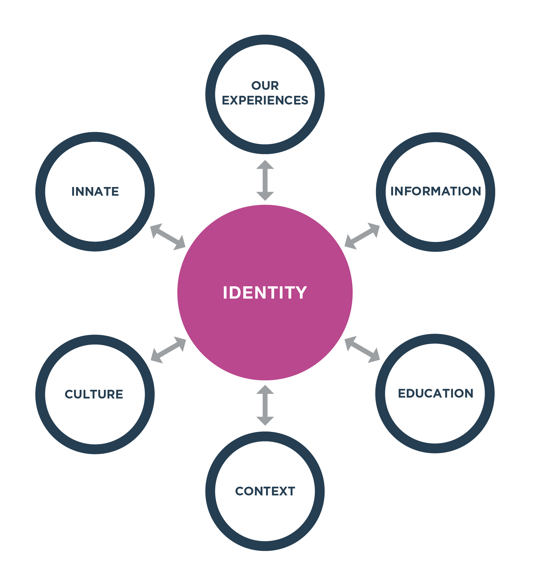 OUR
EXPERIENCES
INNATE
INFORMATION
IDENTITY
CULTURE
EDUCATION
CONTEXT